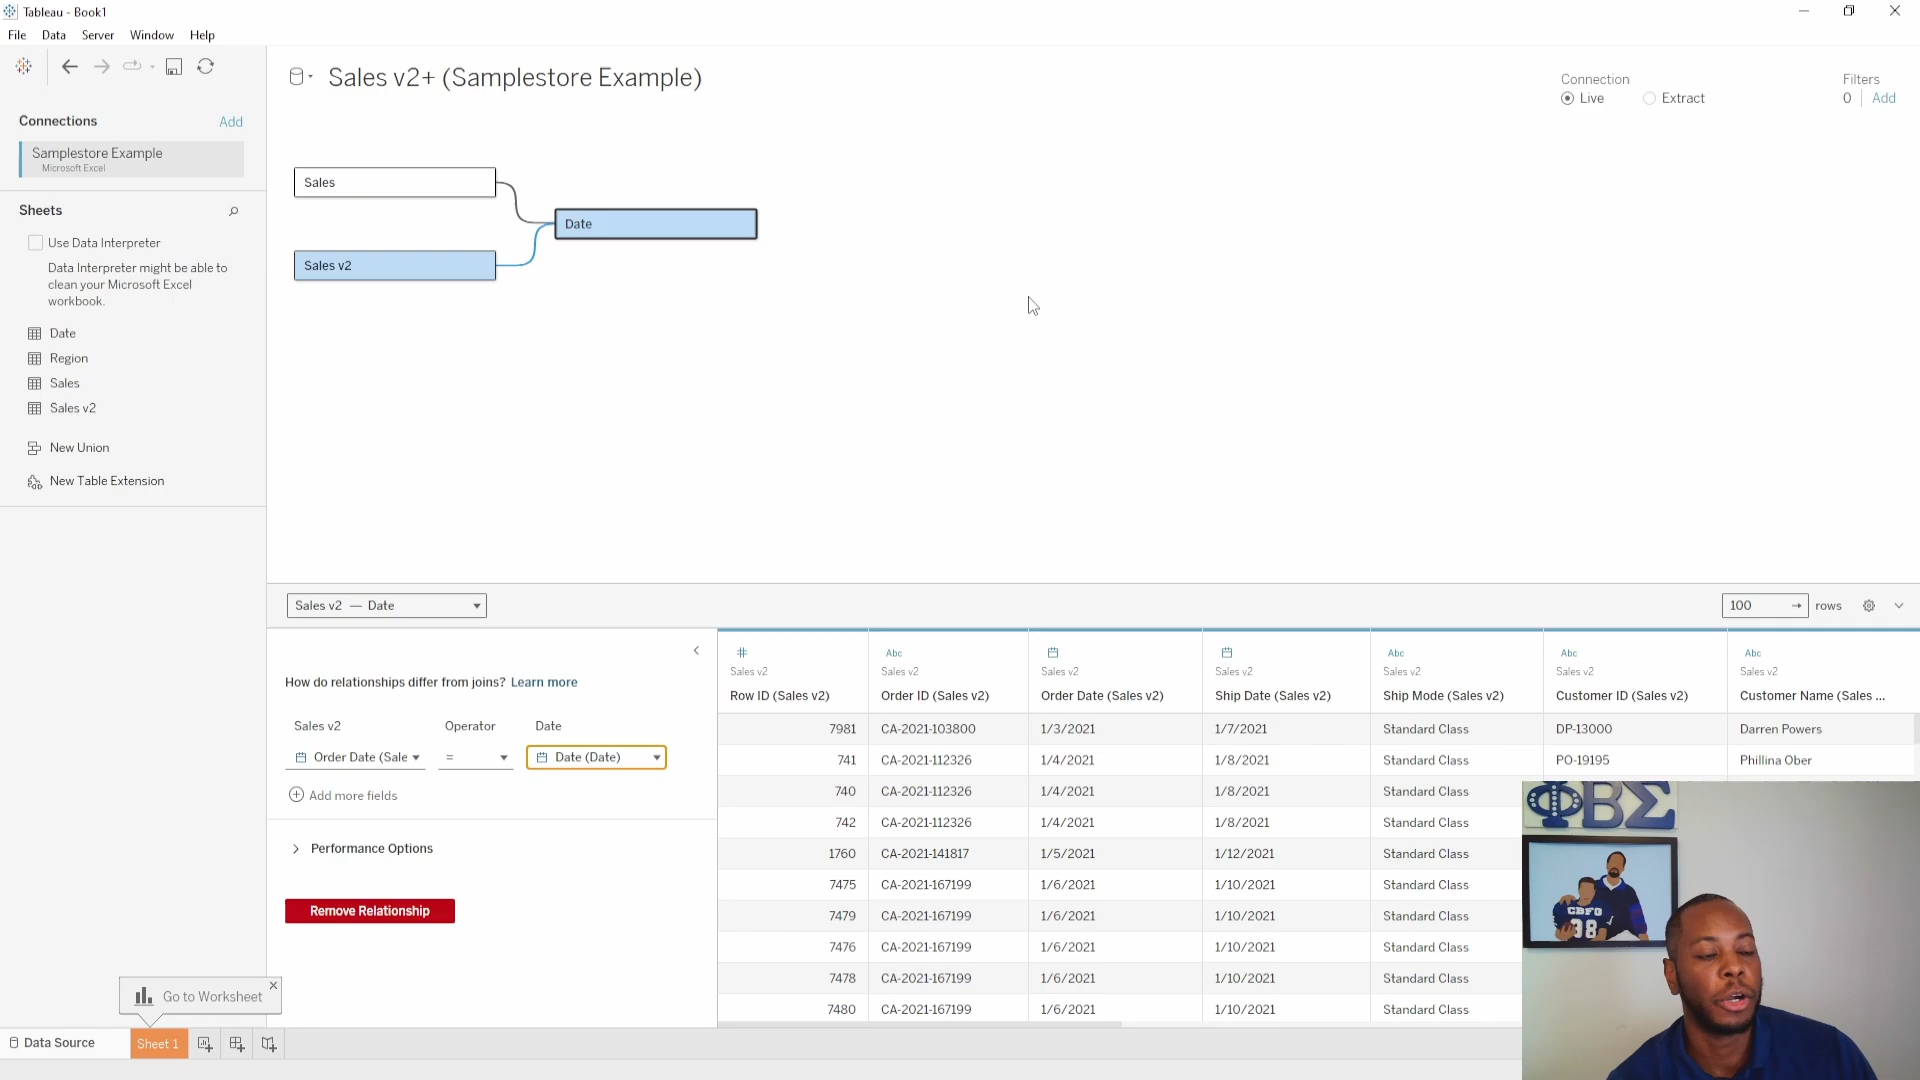 Tableau - Book1
File Data Server Window Help
Sales v2+ (Samplestore Example)
Connection
Live Extract
Filters
0 Add
Connections Add
Samplestore Example
Microsoft Excel
Sheets
Use Data Interpreter
Data Interpreter might be able to
clean your Microsoft Excel
workbook.
Date
Region
Sales
Sales v2
New Union
New Table Extension
Sales
Date
Sales v2
Sales v2 — Date
100 → rows
How do relationships differ from joins? Learn more
Sales v2 Operator Date
Order Date (Sale = Date (Date)
Add more fields
Performance Options
Remove Relationship
# Abc Abc Abc Abc
Sales v2 Sales v2 Sales v2 Sales v2 Sales v2 Sales v2 Sales v2
Row ID (Sales v2) Order ID (Sales v2) Order Date (Sales v2) Ship Date (Sales v2) Ship Mode (Sales v2) Customer ID (Sales v2) Customer Name (Sales ...
7981 CA-2021-103800 1/3/2021 1/7/2021 Standard Class DP-13000 Darren Powers
741 CA-2021-112326 1/4/2021 1/8/2021 Standard Class PO-19195 Phillina Ober
740 CA-2021-112326 1/4/2021 1/8/2021 Standard Class
742 CA-2021-112326 1/4/2021 1/8/2021 Standard Class
1760 CA-2021-141817 1/5/2021 1/12/2021 Standard Class
7475 CA-2021-167199 1/6/2021 1/10/2021 Standard Class
7479 CA-2021-167199 1/6/2021 1/10/2021 Standard Class
7476 CA-2021-167199 1/6/2021 1/10/2021 Standard Class
7478 CA-2021-167199 1/6/2021 1/10/2021 Standard Class
7480 CA-2021-167199 1/6/2021 1/10/2021 Standard Class
ΦΒΣ
CBFO
98
Go to Worksheet
Data Source Sheet 1